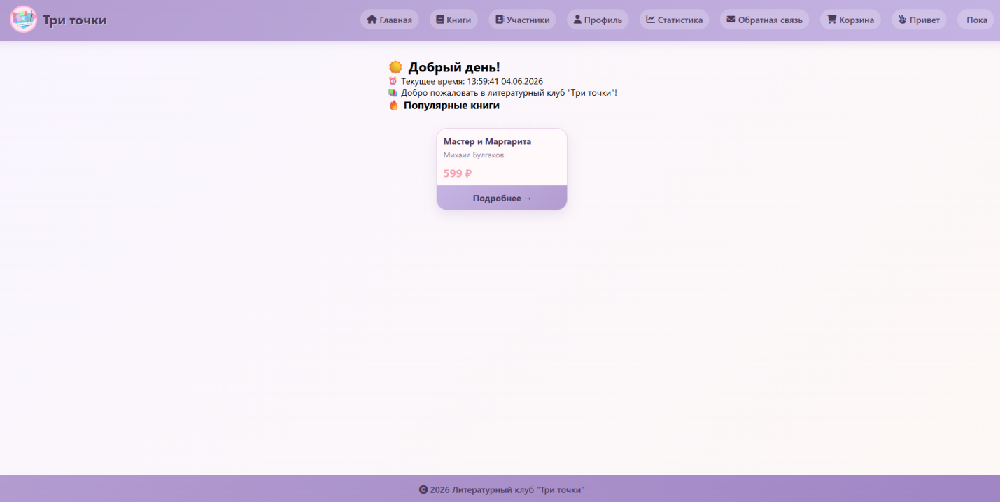 Три точки
Главная
Книги
Участники
Профиль
Статистика
Обратная связь
Корзина
Привет
Пока
Добрый день!
Текущее время: 13:59:41 04.06.2026
Добро пожаловать в литературный клуб "Три точки"!
Популярные книги
Мастер и Маргарита
Михаил Булгаков
599 ₽
Подробнее →
© 2026 Литературный клуб "Три точки"